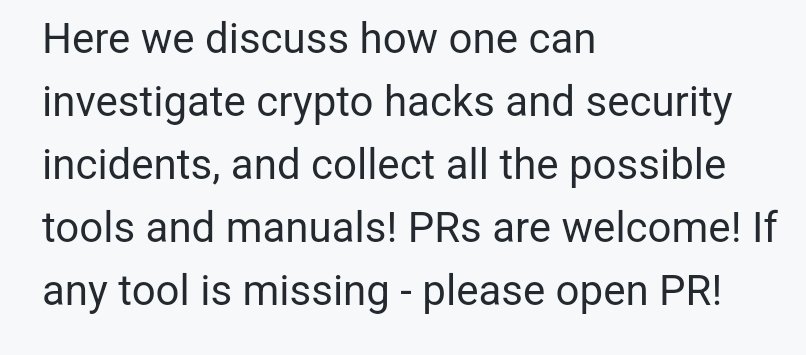 Here we discuss how one can
investigate crypto hacks and security
incidents, and collect all the possible
tools and manuals! PRs are welcome! If
any tool is missing - please open PR!